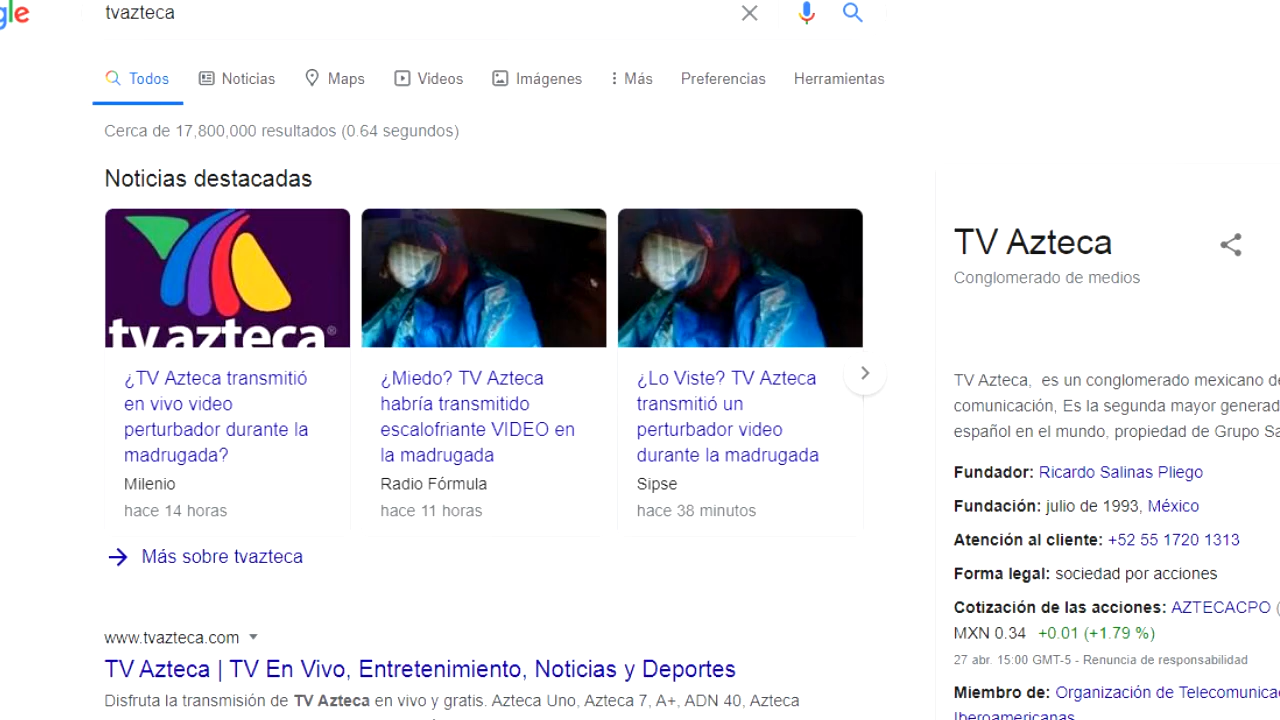 gle
tvazteca
Todos Noticias Maps Videos Imágenes Más Preferencias Herramientas
Cerca de 17,800,000 resultados (0.64 segundos)
Noticias destacadas
tv azteca®
¿TV Azteca transmitió
en vivo video
perturbador durante la
madrugada?
Milenio
hace 14 horas
¿Miedo? TV Azteca
habría transmitido
escalofriante VIDEO en
la madrugada
Radio Fórmula
hace 11 horas
¿Lo Viste? TV Azteca
transmitió un
perturbador video
durante la madrugada
Sipse
hace 38 minutos
Más sobre tvazteca
www.tvazteca.com
TV Azteca | TV En Vivo, Entretenimiento, Noticias y Deportes
Disfruta la transmisión de TV Azteca en vivo y gratis. Azteca Uno, Azteca 7, A+, ADN 40, Azteca
TV Azteca
Conglomerado de medios
TV Azteca, es un conglomerado mexicano de
comunicación, Es la segunda mayor generad
español en el mundo, propiedad de Grupo Sa
Fundador: Ricardo Salinas Pliego
Fundación: julio de 1993, México
Atención al cliente: +52 55 1720 1313
Forma legal: sociedad por acciones
Cotización de las acciones: AZTECACPO (
MXN 0.34 +0.01 (+1.79 %)
27 abr. 15:00 GMT-5 - Renuncia de responsabilidad
Miembro de: Organización de Telecomunica
Iberoamericanas